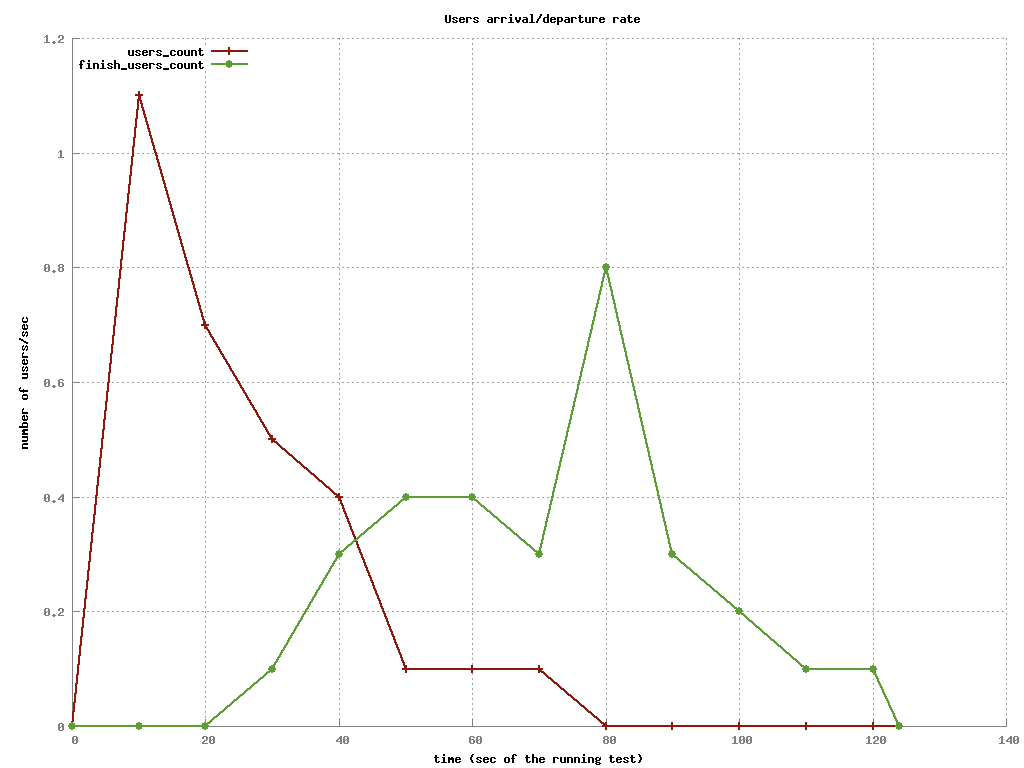 Users arrival/departure rate
users_count
finish_users_count
1.2
1
0.8
0.6
0.4
0.2
0
number of users/sec
0 20 40 60 80 100 120 140
time (sec of the running test)